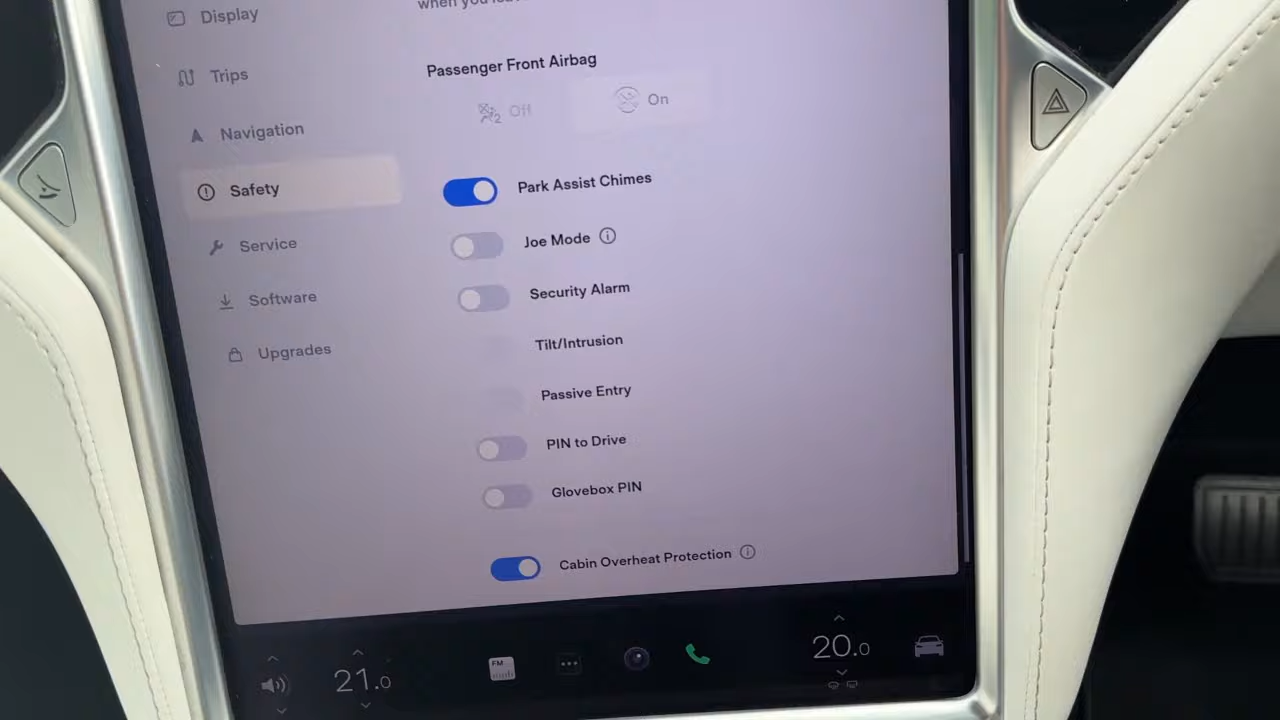 Display
when you
Trips
Passenger Front Airbag
Off
On
Navigation
Safety
Park Assist Chimes
Service
Joe Mode
Software
Security Alarm
Upgrades
Tilt/Intrusion
Passive Entry
PIN to Drive
Glovebox PIN
Cabin Overheat Protection
21.0
FM
20.0